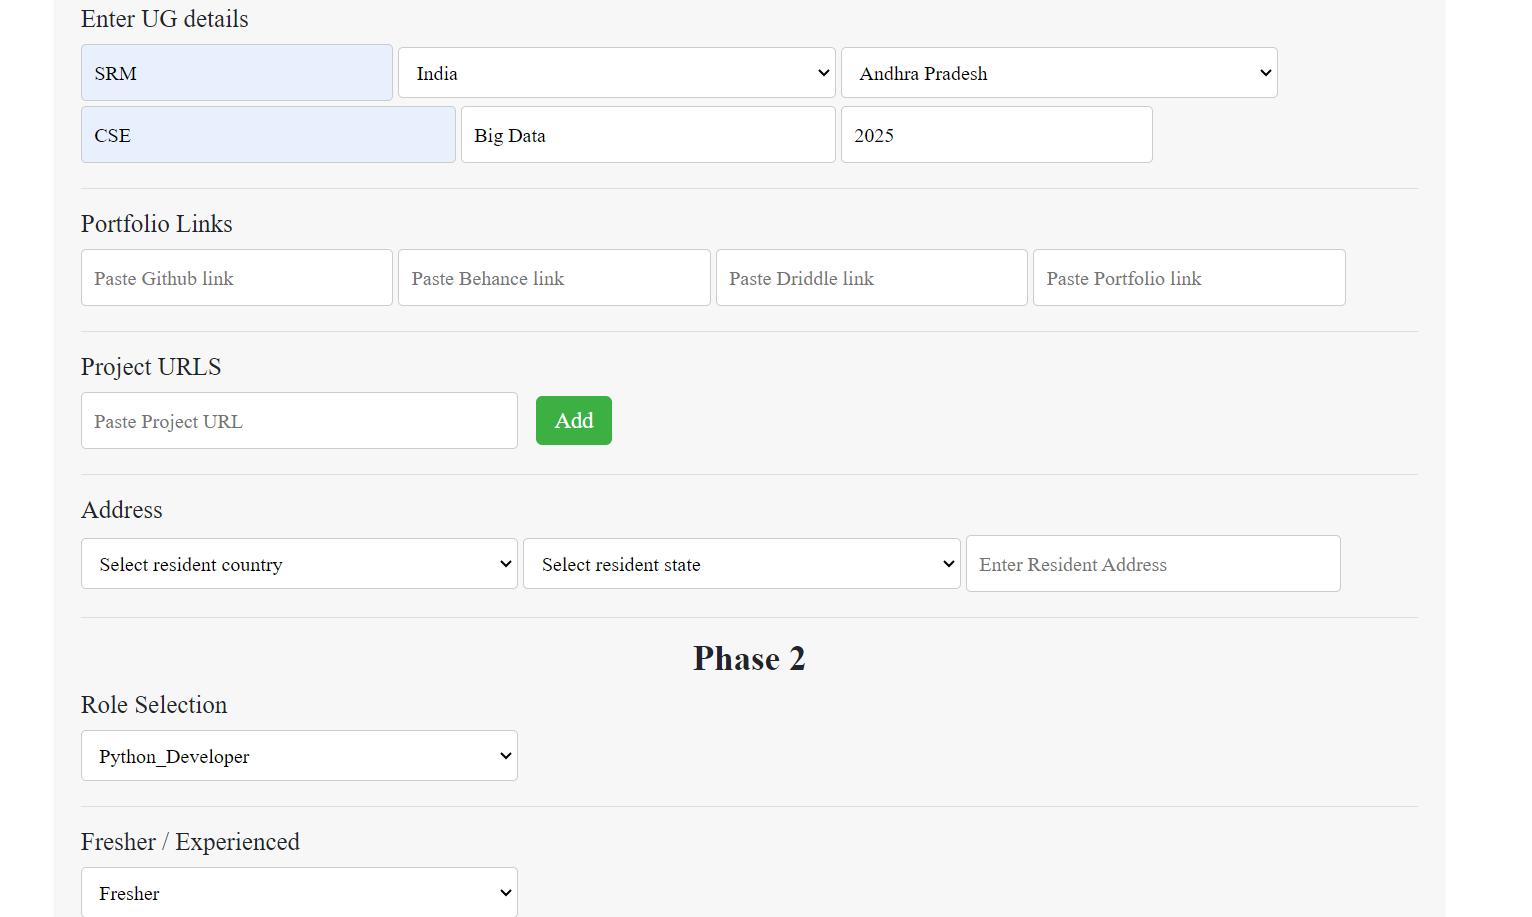 Enter UG details
SRM India Andhra Pradesh
CSE Big Data 2025
Portfolio Links
Paste Github link Paste Behance link Paste Driddle link Paste Portfolio link
Project URLS
Paste Project URL Add
Address
Select resident country Select resident state Enter Resident Address
Phase 2
Role Selection
Python_Developer
Fresher / Experienced
Fresher